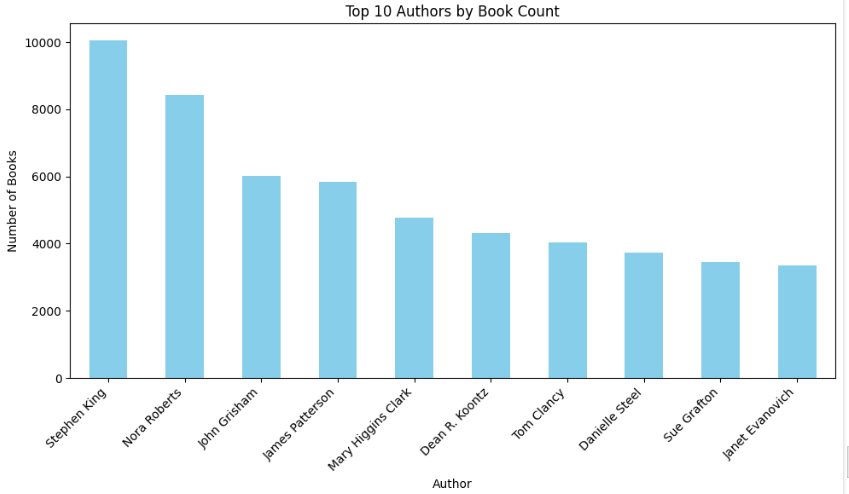 Top 10 Authors by Book Count
Number of Books
10000
8000
6000
4000
2000
0
Stephen King
Nora Roberts
John Grisham
James Patterson
Mary Higgins Clark
Dean R. Koontz
Tom Clancy
Danielle Steel
Sue Grafton
Janet Evanovich
Author